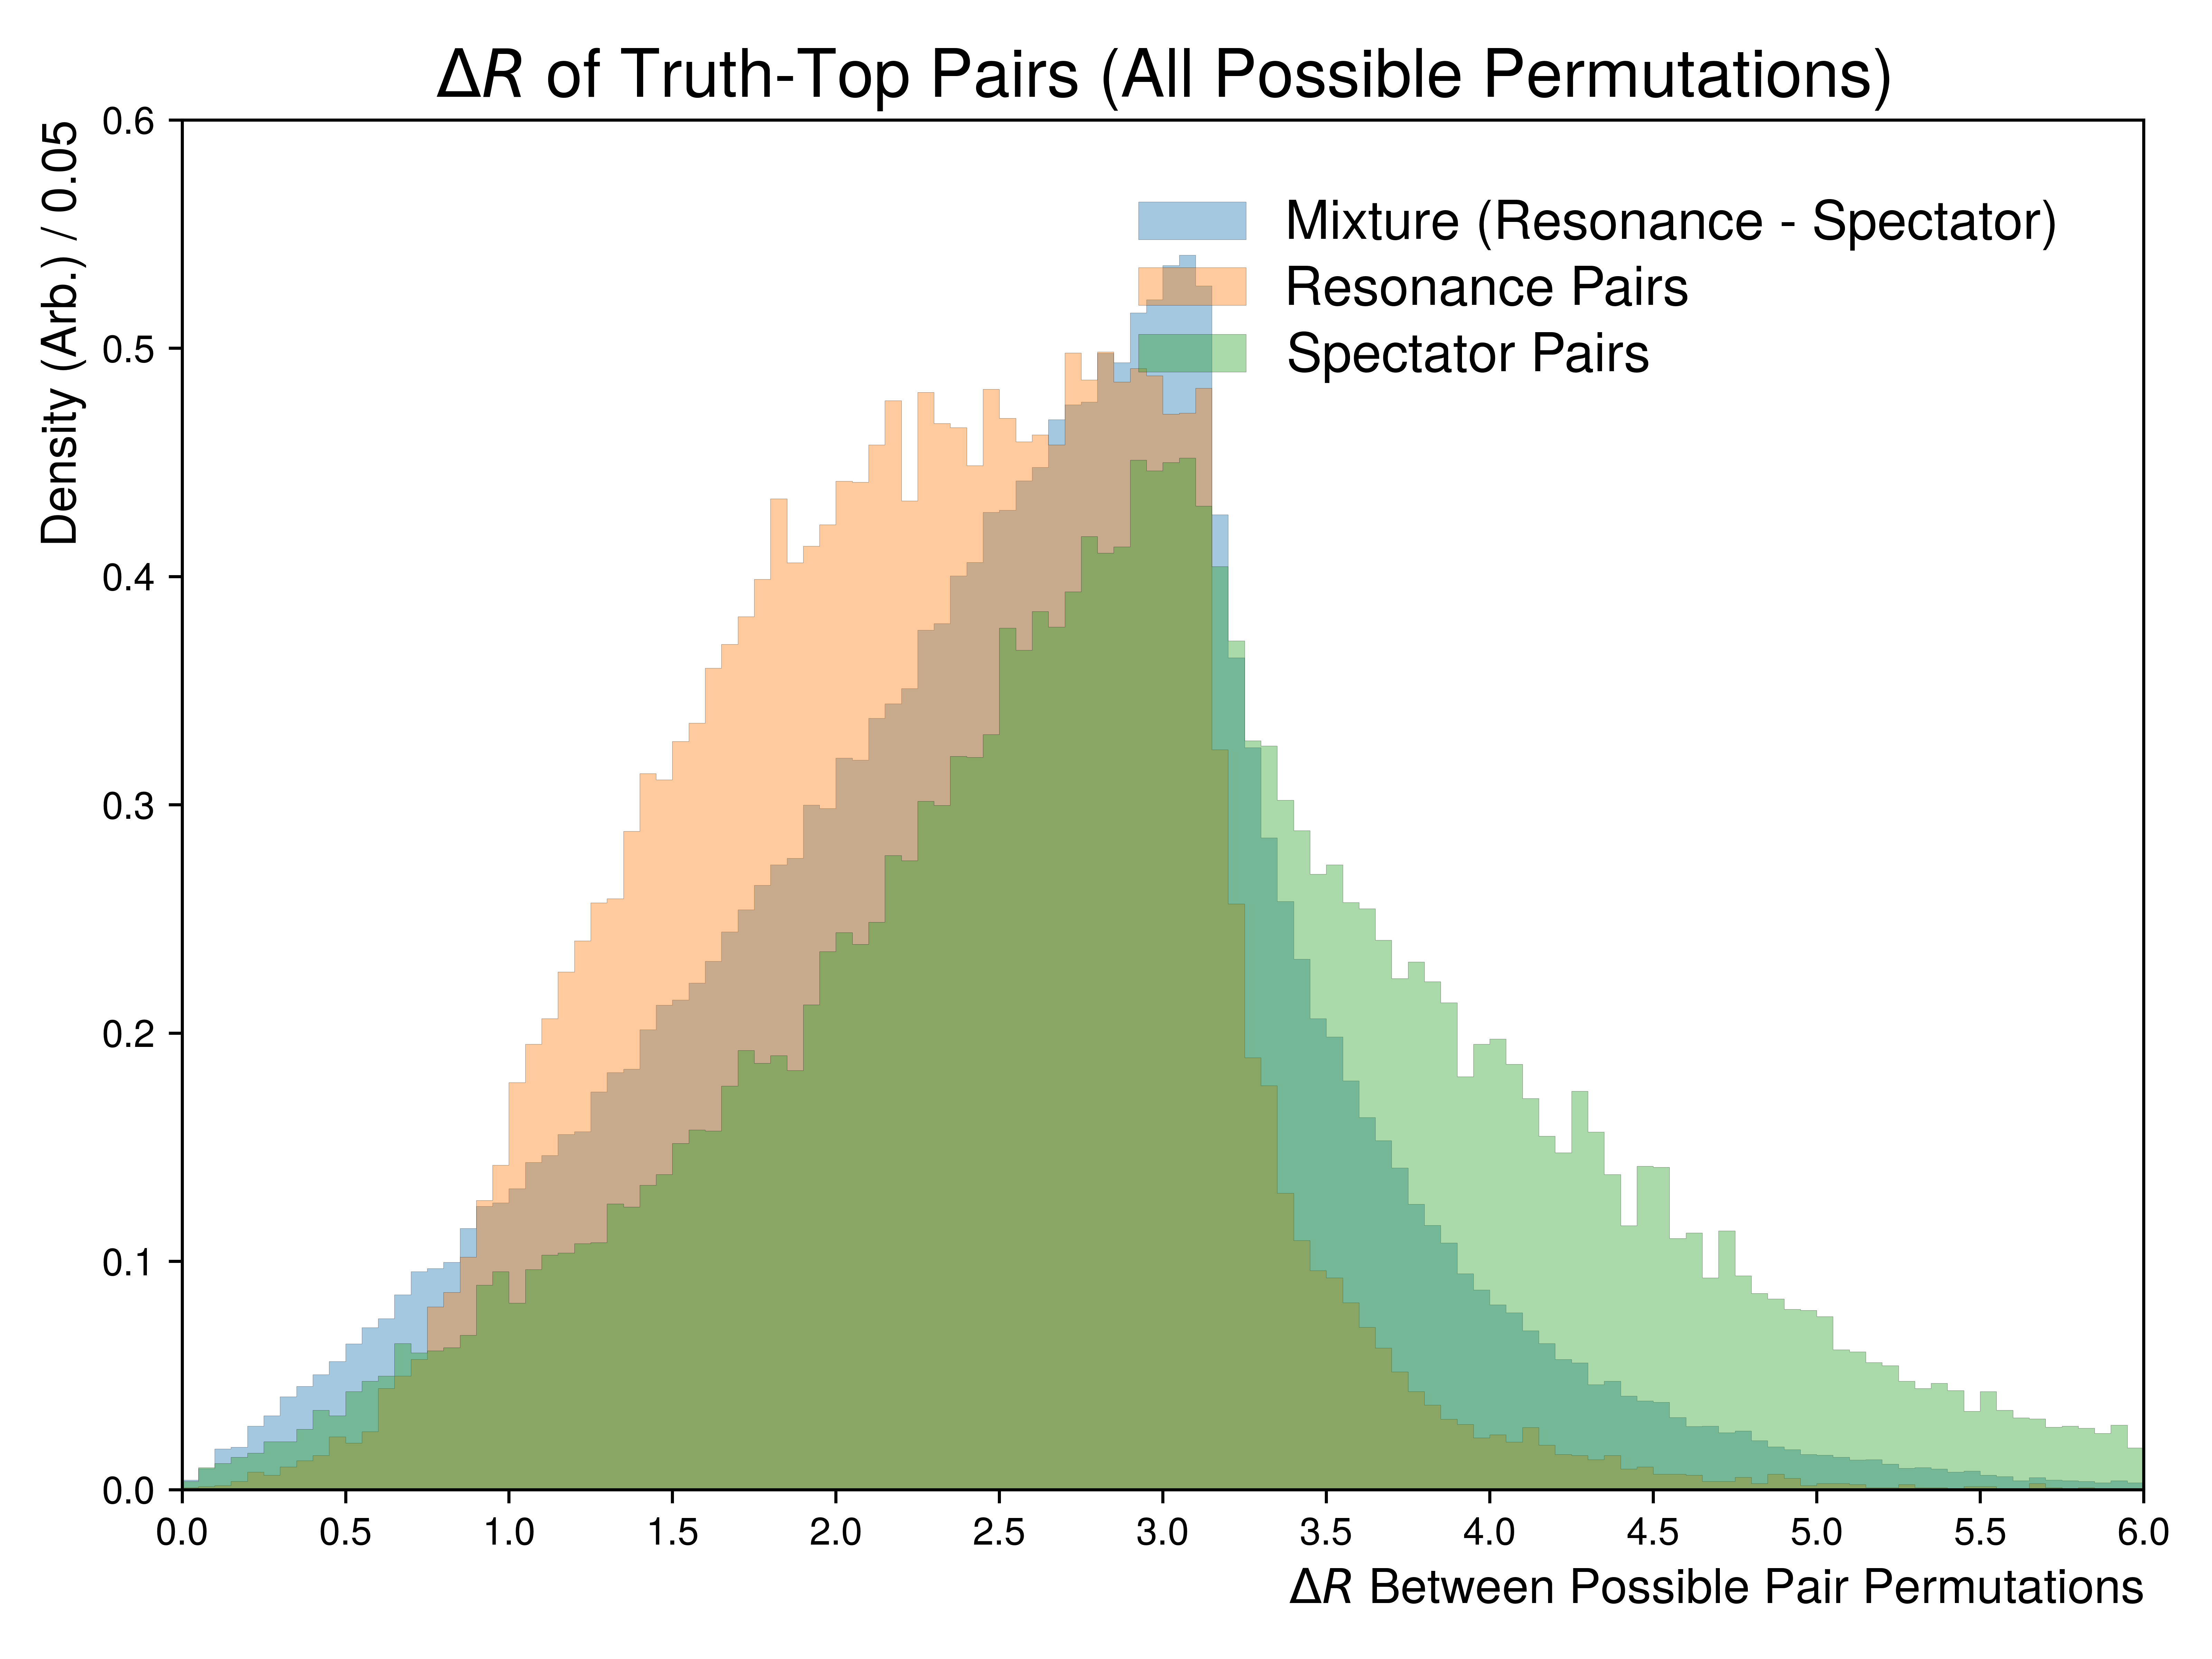 ΔR of Truth-Top Pairs (All Possible Permutations)
Density (Arb.) / 0.05
0.6
0.5
0.4
0.3
0.2
0.1
0.0
Mixture (Resonance - Spectator)
Resonance Pairs
Spectator Pairs
0.0 0.5 1.0 1.5 2.0 2.5 3.0 3.5 4.0 4.5 5.0 5.5 6.0
ΔR Between Possible Pair Permutations